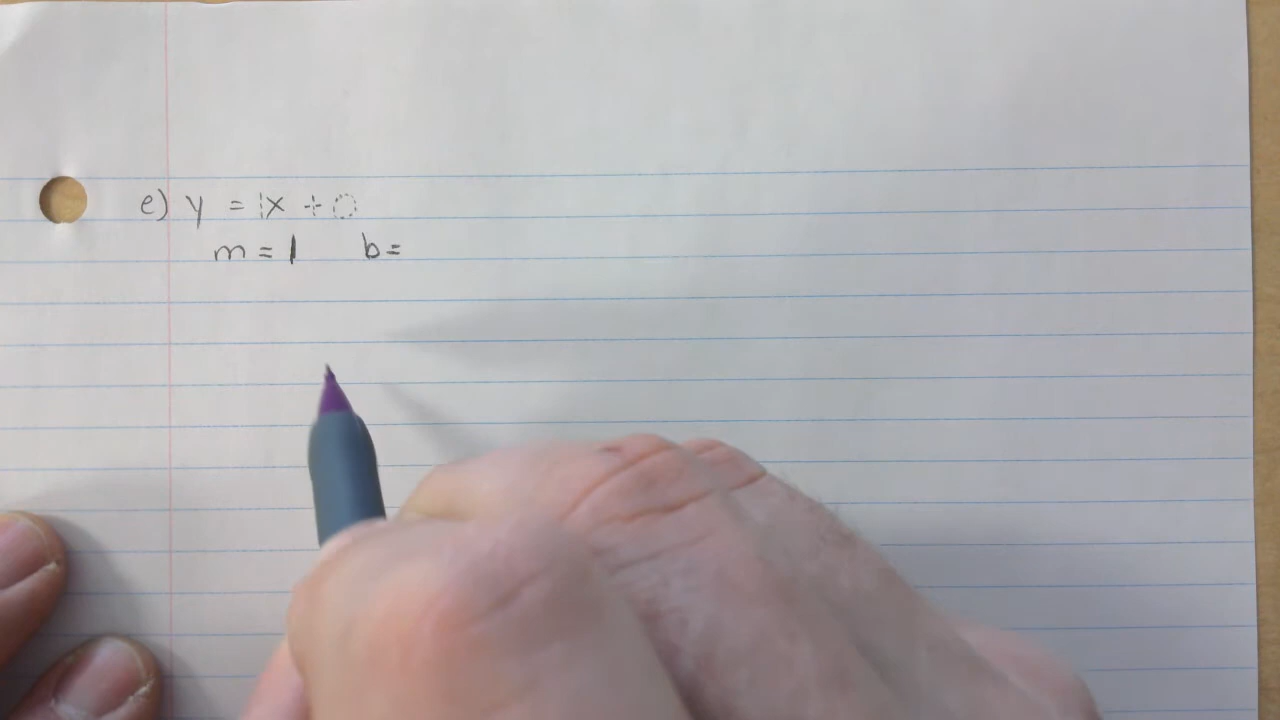 e) y = 1x + 0
m = 1 b =